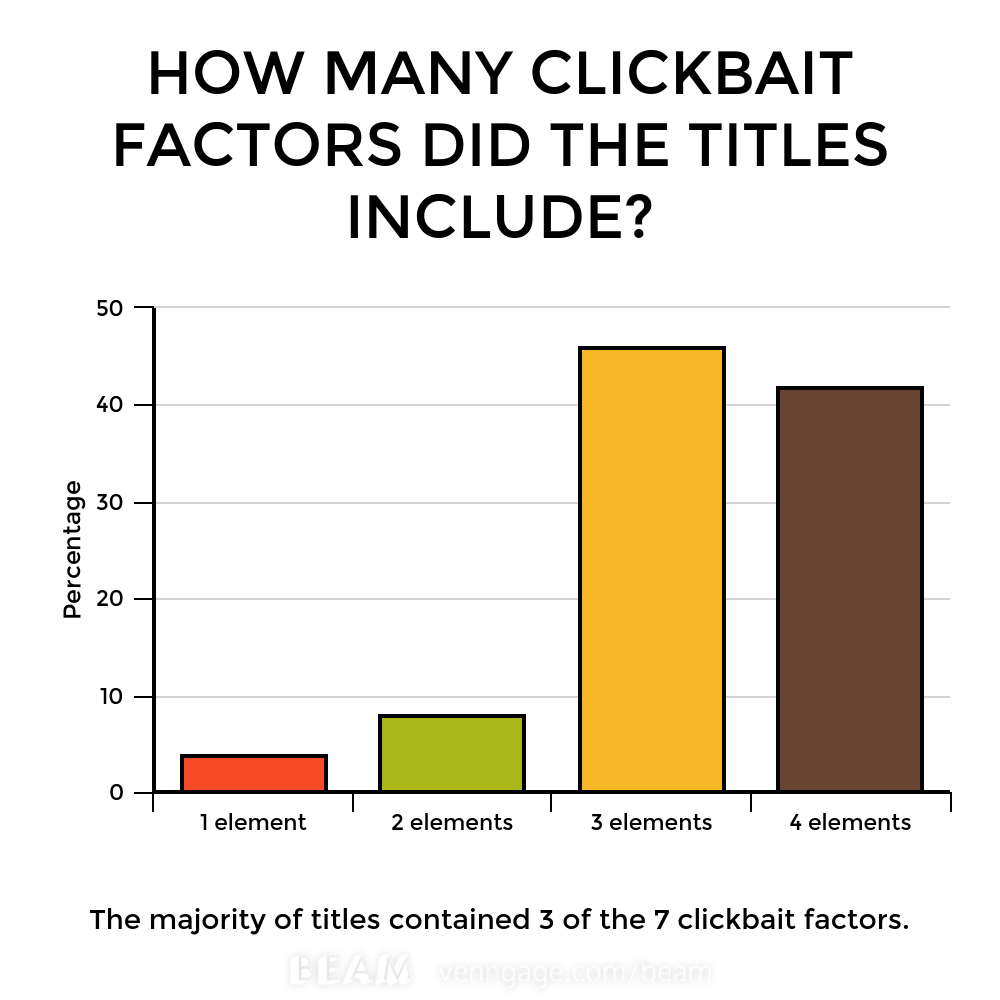 HOW MANY CLICKBAIT
FACTORS DID THE TITLES
INCLUDE?
50
40
30
20
10
0
Percentage
1 element
2 elements
3 elements
4 elements
The majority of titles contained 3 of the 7 clickbait factors.
BEAM venngage.com/beam